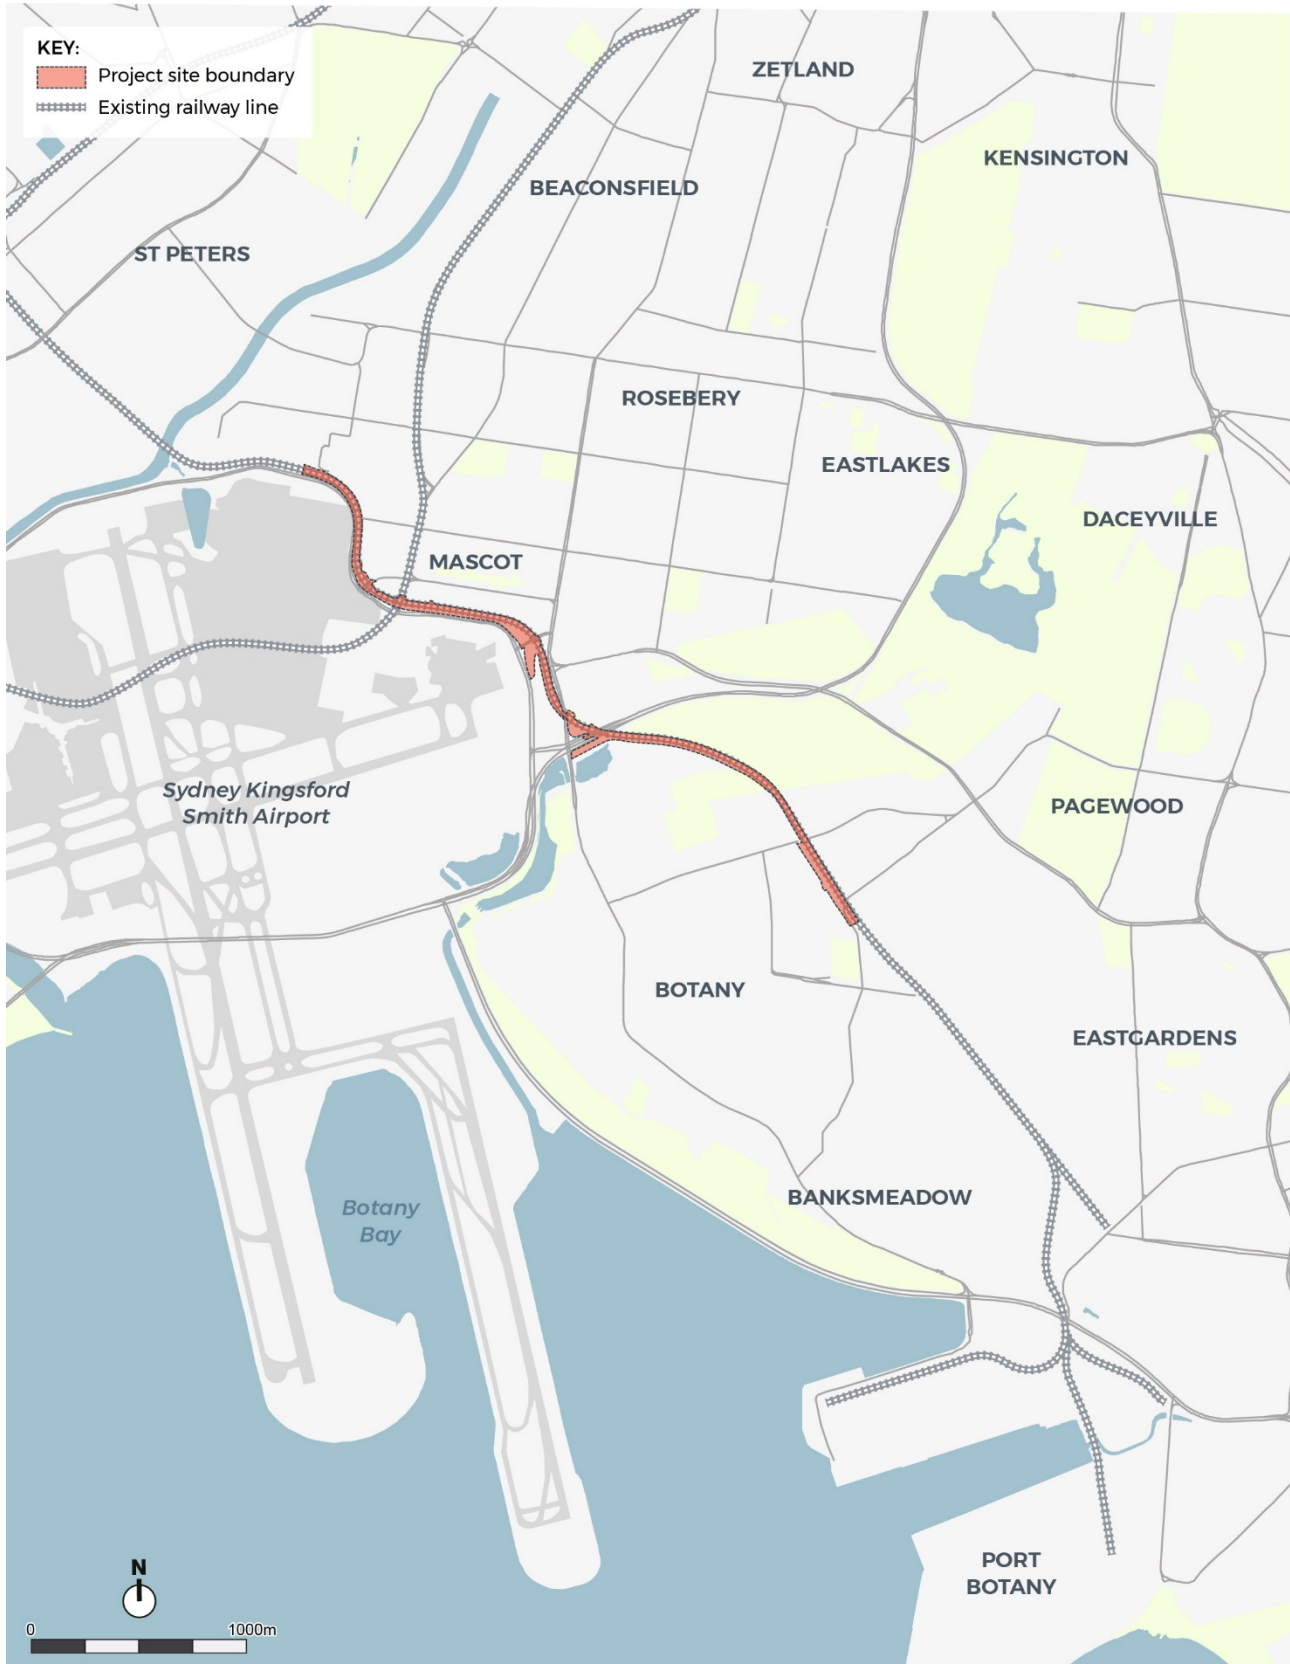 KEY:
Project site boundary
Existing railway line
ZETLAND
KENSINGTON
BEACONSFIELD
ST PETERS
ROSEBERY
EASTLAKES
DACEYVILLE
MASCOT
Sydney Kingsford
Smith Airport
PAGEWOOD
BOTANY
EASTGARDENS
BANKSMEADOW
Botany
Bay
PORT
BOTANY
N
0 1000m